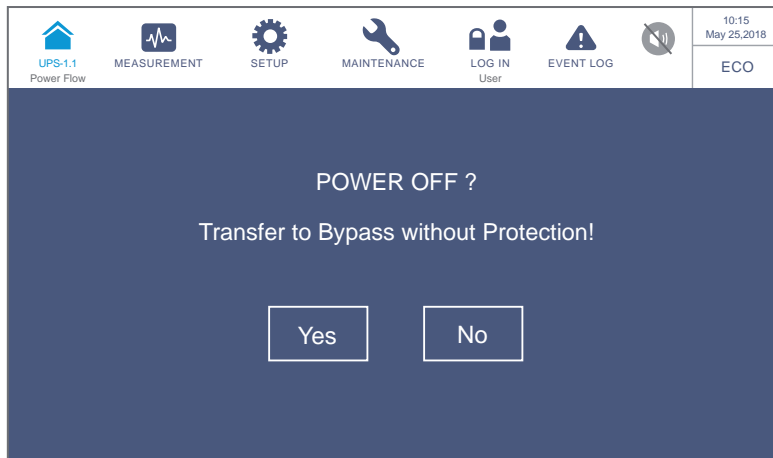 UPS-1.1
Power Flow
MEASUREMENT
SETUP
MAINTENANCE
LOG IN
User
EVENT LOG
10:15
May 25,2018
ECO
POWER OFF ?
Transfer to Bypass without Protection!
Yes
No